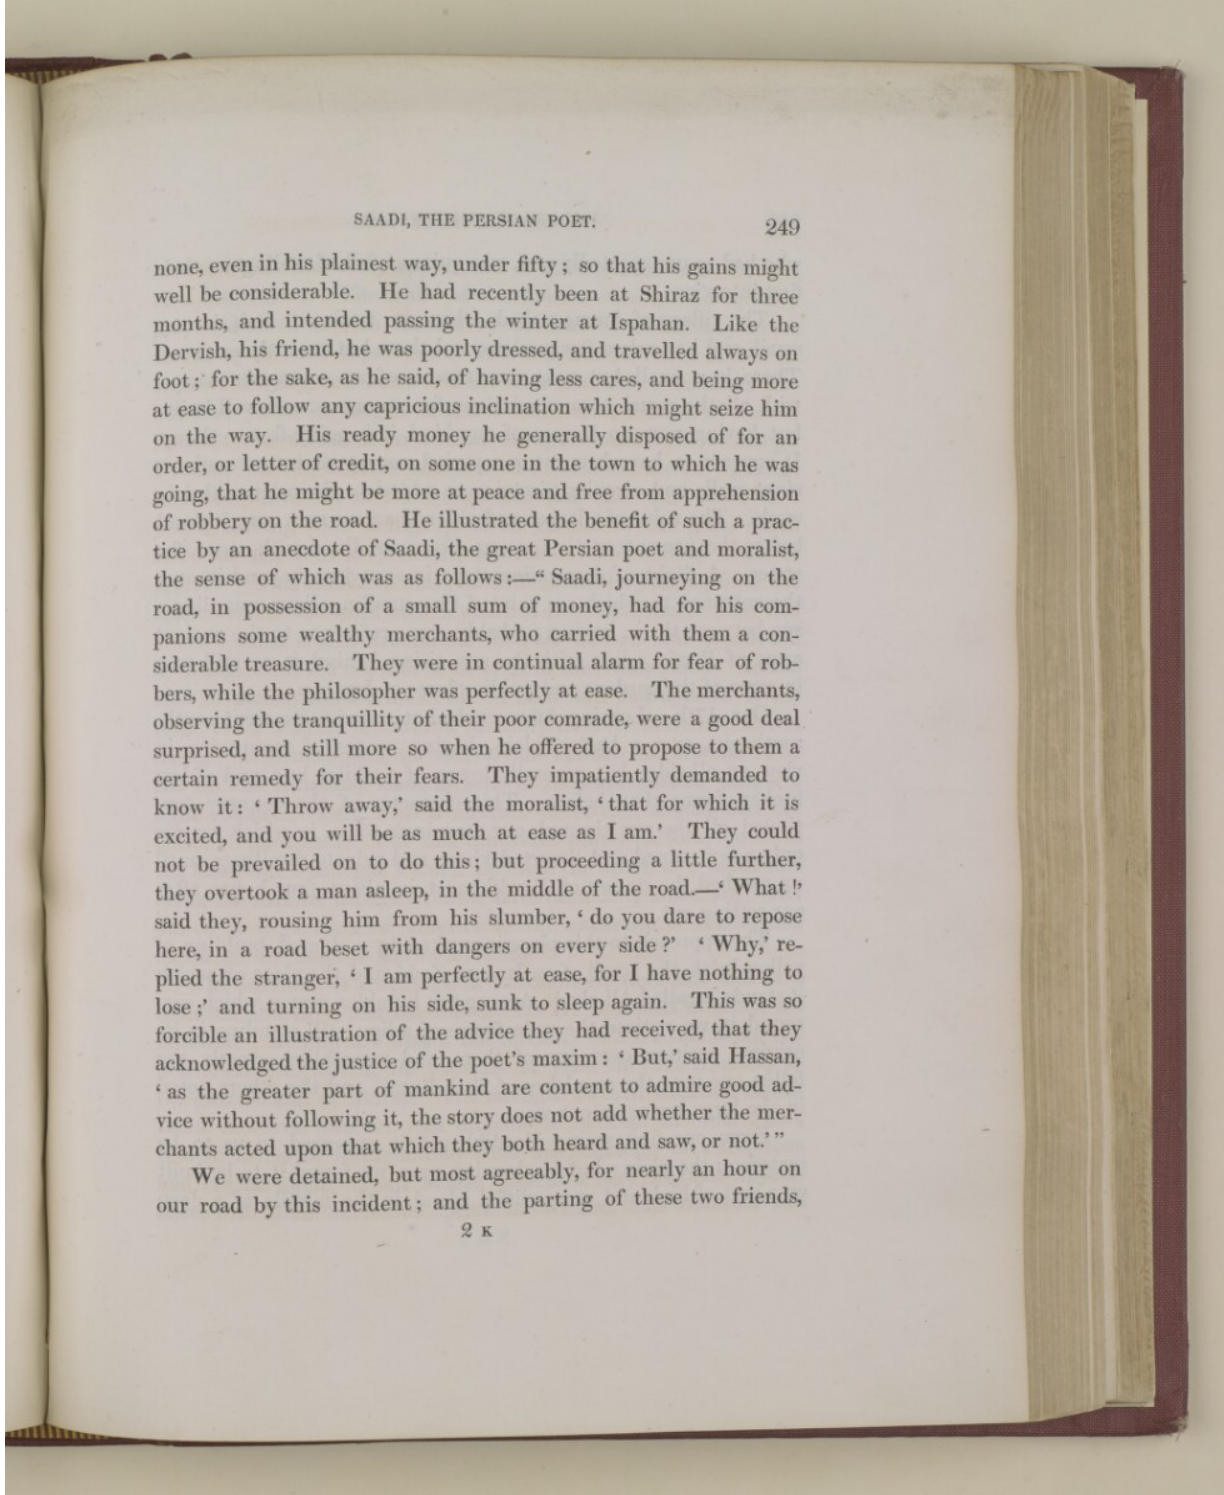 SAADI, THE PERSIAN POET. 249
none, even in his plainest way, under fifty; so that his gains might
well be considerable. He had recently been at Shiraz for three
months, and intended passing the winter at Ispahan. Like the
Dervish, his friend, he was poorly dressed, and travelled always on
foot; for the sake, as he said, of having less cares, and being more
at ease to follow any capricious inclination which might seize him
on the way. His ready money he generally disposed of for an
order, or letter of credit, on some one in the town to which he was
going, that he might be more at peace and free from apprehension
of robbery on the road. He illustrated the benefit of such a prac-
tice by an anecdote of Saadi, the great Persian poet and moralist,
the sense of which was as follows:—“ Saadi, journeying on the
road, in possession of a small sum of money, had for his com-
panions some wealthy merchants, who carried with them a con-
siderable treasure. They were in continual alarm for fear of rob-
bers, while the philosopher was perfectly at ease. The merchants,
observing the tranquillity of their poor comrade, were a good deal
surprised, and still more so when he offered to propose to them a
certain remedy for their fears. They impatiently demanded to
know it: ‘ Throw away,’ said the moralist, ‘ that for which it is
excited, and you will be as much at ease as I am.’ They could
not be prevailed on to do this; but proceeding a little further,
they overtook a man asleep, in the middle of the road.—‘ What !’
said they, rousing him from his slumber, ‘ do you dare to repose
here, in a road beset with dangers on every side ?’ ‘ Why,’ re-
plied the stranger, ‘ I am perfectly at ease, for I have nothing to
lose ;’ and turning on his side, sunk to sleep again. This was so
forcible an illustration of the advice they had received, that they
acknowledged the justice of the poet’s maxim: ‘ But,’ said Hassan,
‘ as the greater part of mankind are content to admire good ad-
vice without following it, the story does not add whether the mer-
chants acted upon that which they both heard and saw, or not.’ ”
We were detained, but most agreeably, for nearly an hour on
our road by this incident; and the parting of these two friends,
2 K